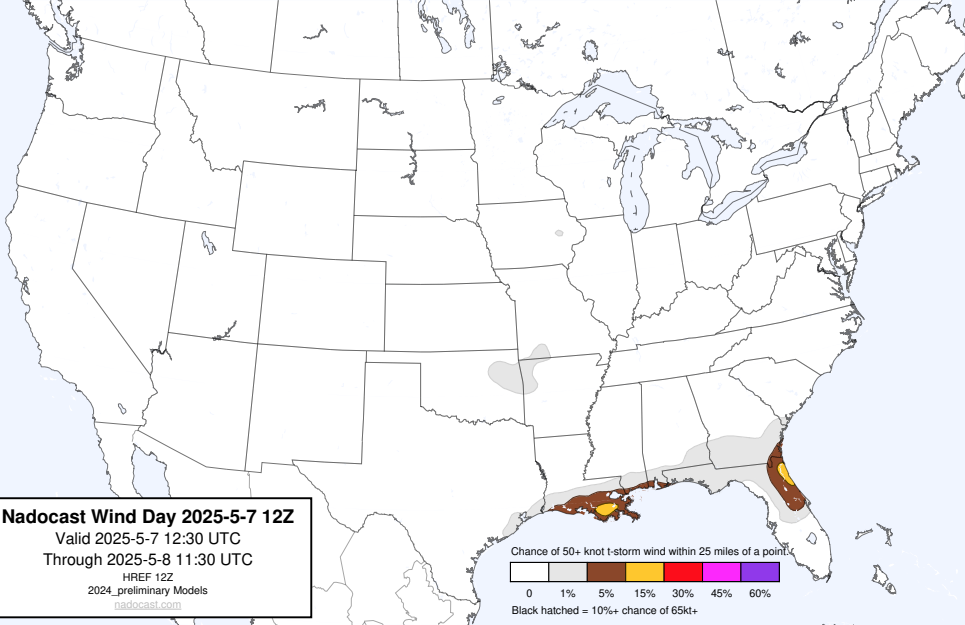 Nadocast Wind Day 2025-5-7 12Z
Valid 2025-5-7 12:30 UTC
Through 2025-5-8 11:30 UTC
HREF 12Z
2024_preliminary Models
nadocast.com
Chance of 50+ knot t-storm wind within 25 miles of a point.
0 1% 5% 15% 30% 45% 60%
Black hatched = 10%+ chance of 65kt+